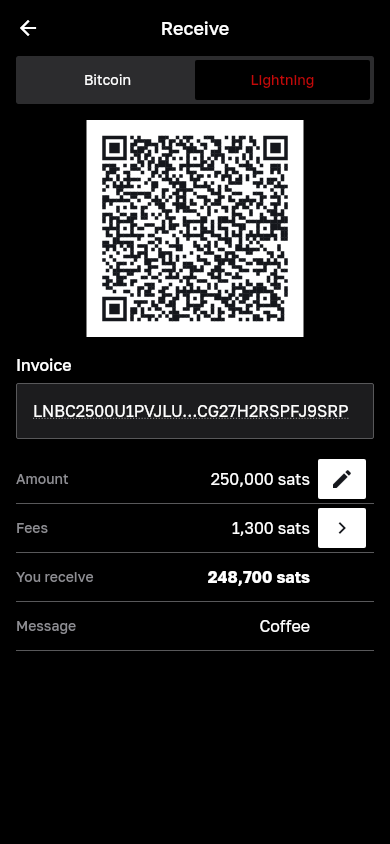 Receive
Bitcoin
Lightning
Invoice
LNBC2500U1PVJLU...CG27H2RSPFJ9SRP
Amount 250,000 sats
Fees 1,300 sats
You receive 248,700 sats
Message Coffee